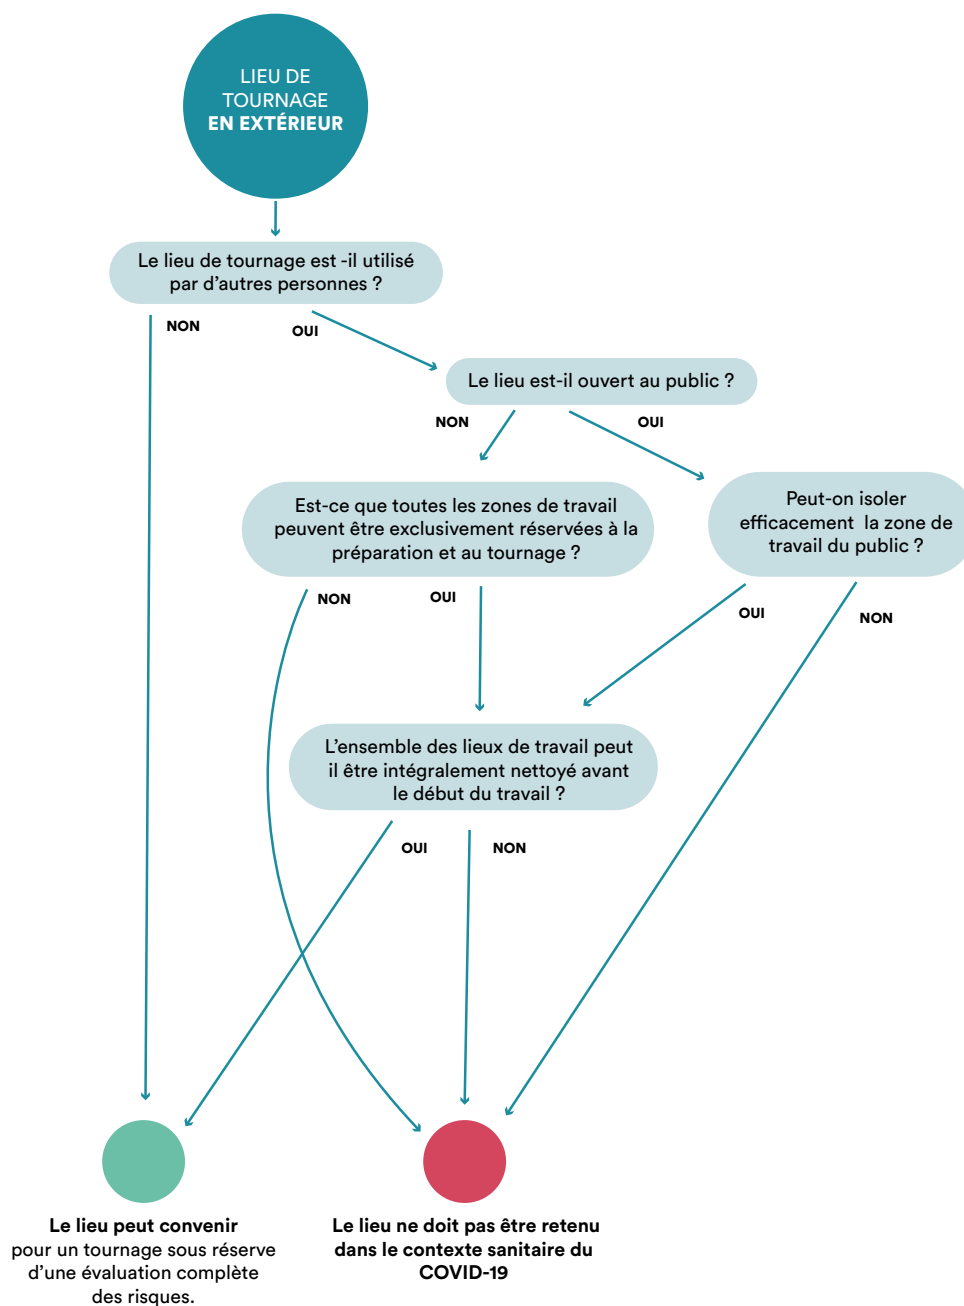 LIEU DE
TOURNAGE
EN EXTÉRIEUR
Le lieu de tournage est -il utilisé
par d'autres personnes ?
NON
OUI
Le lieu est-il ouvert au public ?
NON
OUI
Est-ce que toutes les zones de travail
peuvent être exclusivement réservées à la
préparation et au tournage ?
Peut-on isoler
efficacement la zone de
travail du public ?
NON
OUI
OUI
NON
L'ensemble des lieux de travail peut
il être intégralement nettoyé avant
le début du travail ?
OUI
NON
Le lieu peut convenir
pour un tournage sous réserve
d'une évaluation complète
des risques.
Le lieu ne doit pas être retenu
dans le contexte sanitaire du
COVID-19